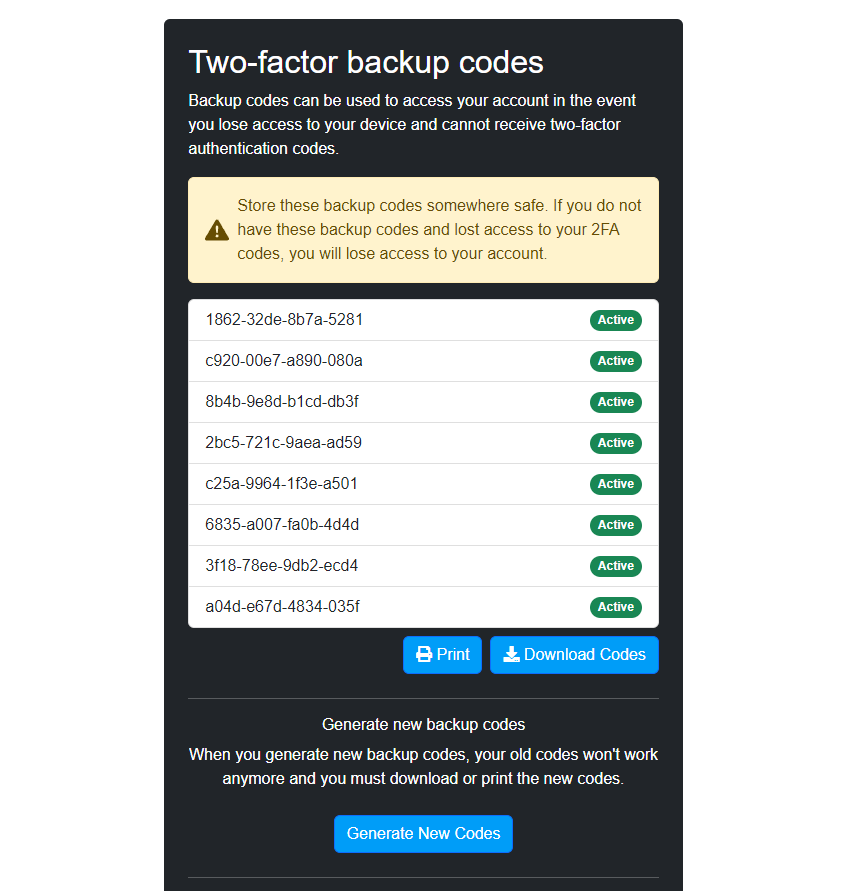 Two-factor backup codes
Backup codes can be used to access your account in the event
you lose access to your device and cannot receive two-factor
authentication codes.
Store these backup codes somewhere safe. If you do not
have these backup codes and lost access to your 2FA
codes, you will lose access to your account.
1862-32de-8b7a-5281 Active
c920-00e7-a890-080a Active
8b4b-9e8d-b1cd-db3f Active
2bc5-721c-9aea-ad59 Active
c25a-9964-1f3e-a501 Active
6835-a007-fa0b-4d4d Active
3f18-78ee-9db2-ecd4 Active
a04d-e67d-4834-035f Active
Print Download Codes
Generate new backup codes
When you generate new backup codes, your old codes won't work
anymore and you must download or print the new codes.
Generate New Codes